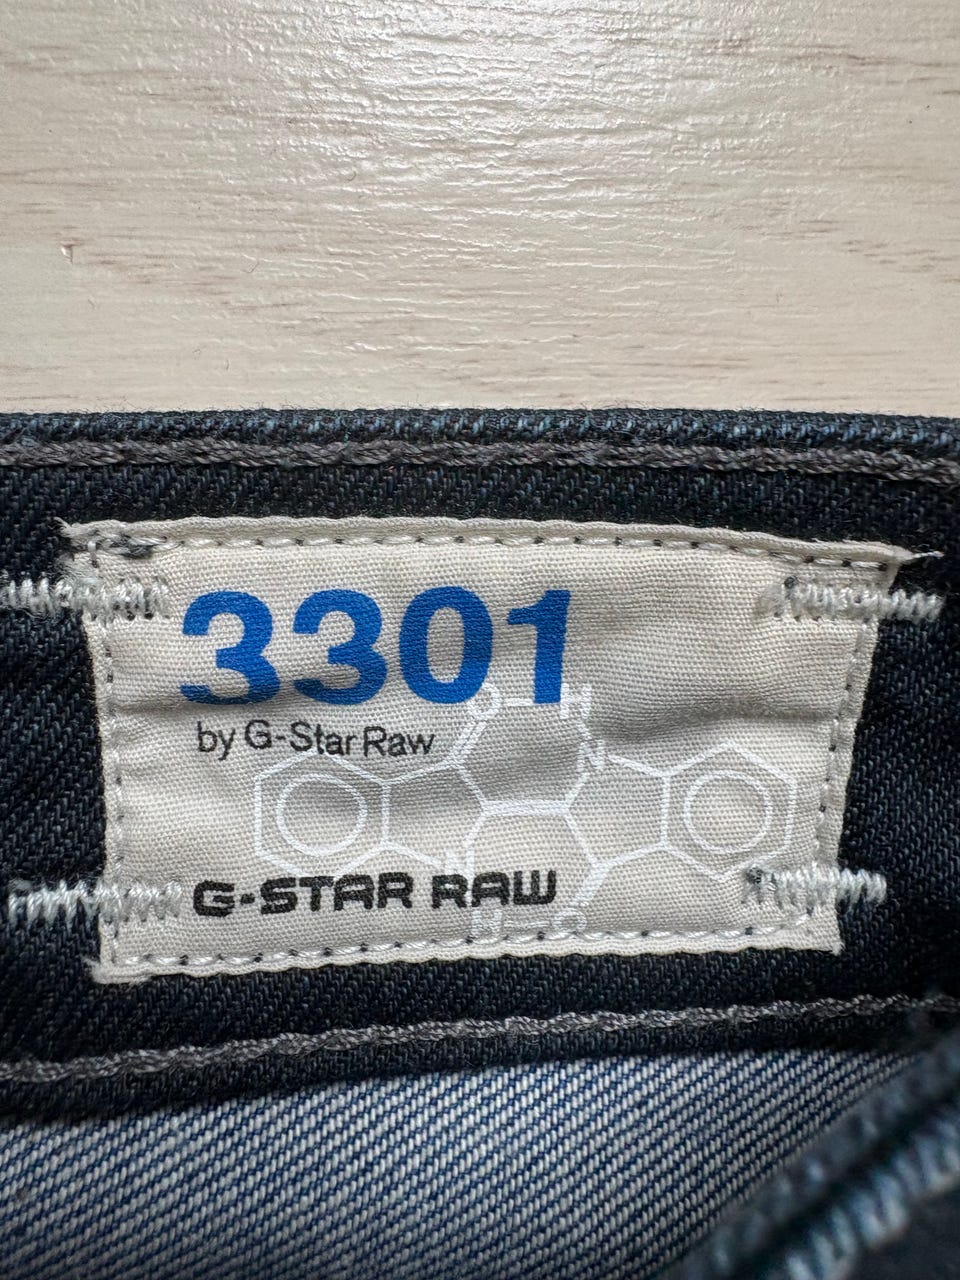 3301
by G-Star Raw
O H
N
N
G-STAR RAW
H O